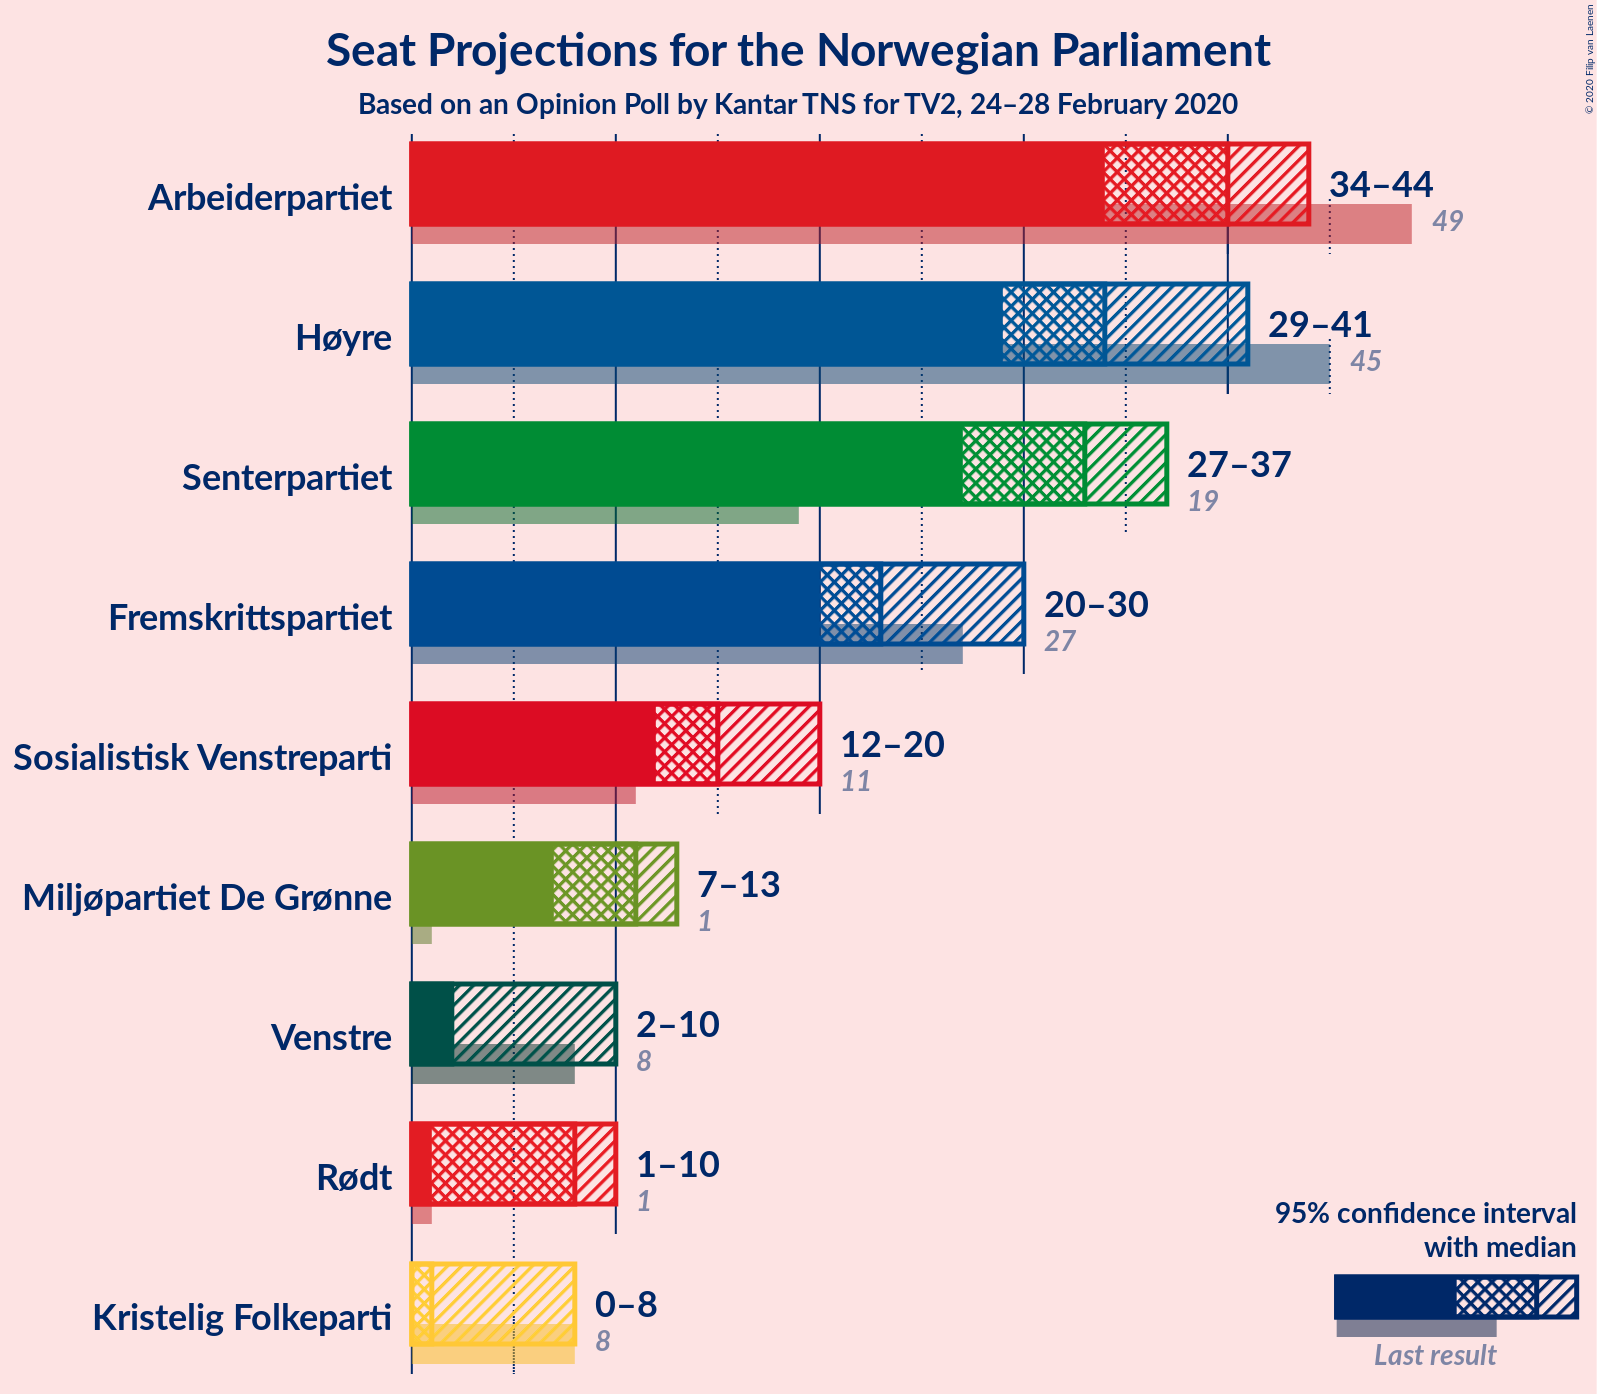 Seat Projections for the Norwegian Parliament
Based on an Opinion Poll by Kantar TNS for TV2, 24–28 February 2020
© 2020 Filip van Laenen
Arbeiderpartiet
34–44
49
Høyre
29–41
45
Senterpartiet
27–37
19
Fremskrittspartiet
20–30
27
Sosialistisk Venstreparti
12–20
11
Miljøpartiet De Grønne
7–13
1
Venstre
2–10
8
Rødt
1–10
1
Kristelig Folkeparti
0–8
8
95% confidence interval
with median
Last result